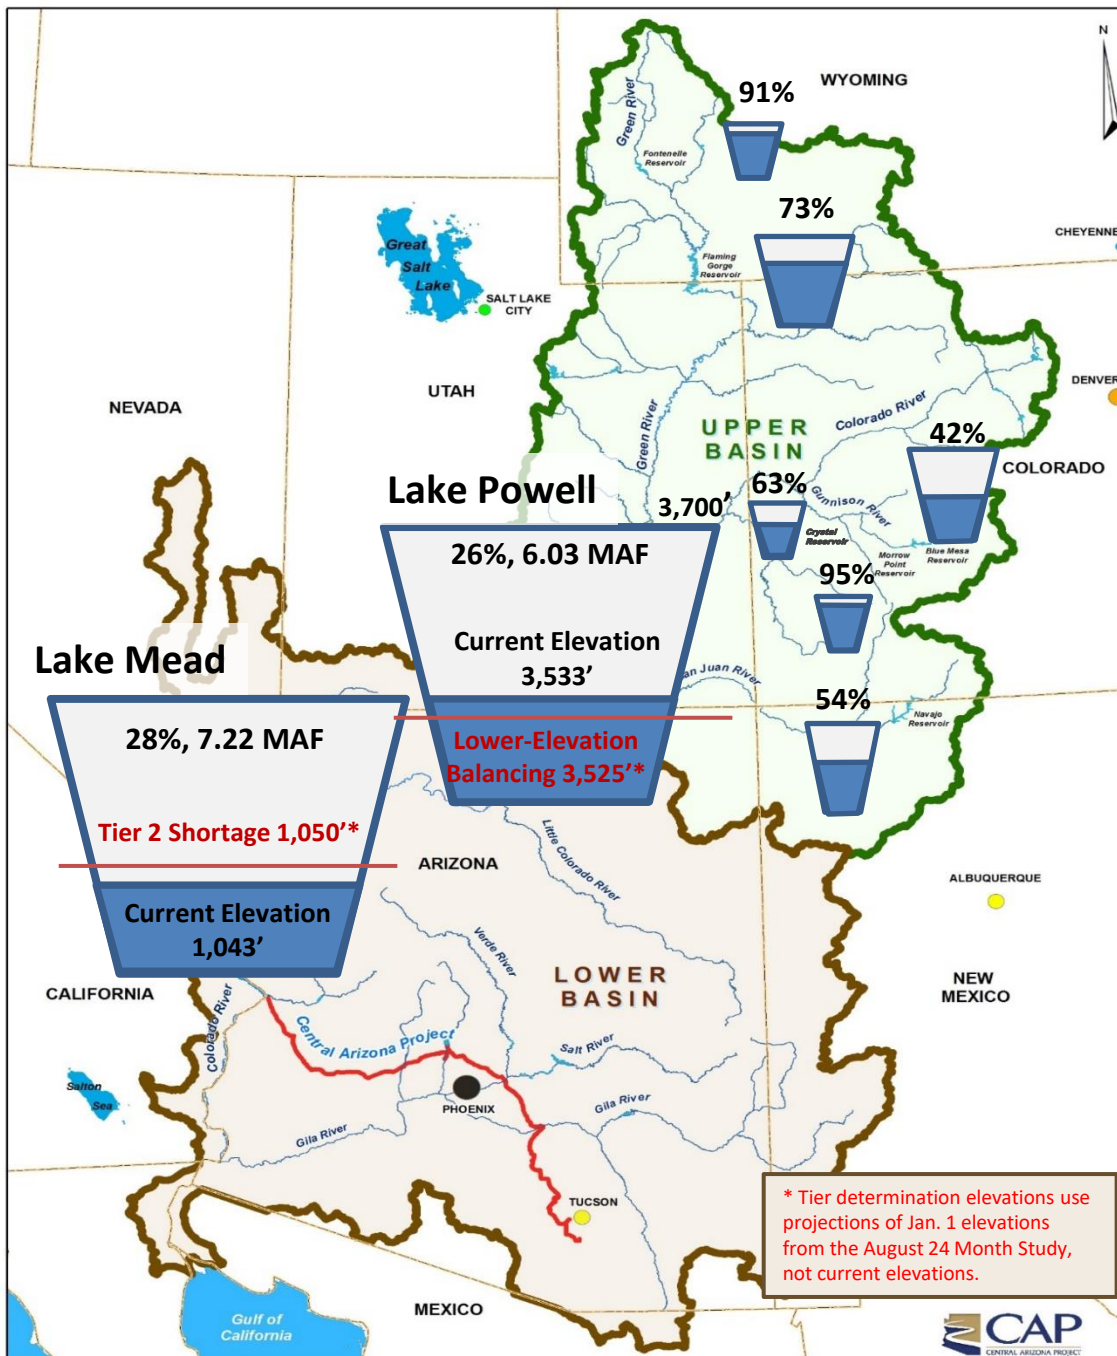 N
WYOMING
91%
Green River
Fontenelle
Reservoir
73%
CHEYENNE
Great
Salt
Lake
Flaming
Gorge
Reservoir
SALT LAKE
CITY
DENVER
UTAH
NEVADA
Green River
Colorado River
UPPER
BASIN
42%
COLORADO
Lake Powell
3,700’
63%
Gunnison River
Crystal
Reservoir
26%, 6.03 MAF
Morrow
Point
Reservoir
Blue Mesa
Reservoir
95%
Current Elevation
3,533’
Lake Mead
an Juan River
54%
Navajo
Reservoir
28%, 7.22 MAF
Lower-Elevation
Balancing 3,525’*
Tier 2 Shortage 1,050’*
Little Colorado River
ARIZONA
ALBUQUERQUE
Current Elevation
1,043’
Verde River
LOWER
BASIN
NEW
MEXICO
CALIFORNIA
Colorado River
Central Arizona Project
Salt River
Salton
Sea
PHOENIX
Gila River
Gila River
TUCSON
* Tier determination elevations use
projections of Jan. 1 elevations
from the August 24 Month Study,
not current elevations.
MEXICO
Gulf of
California
CAP
CENTRAL ARIZONA PROJECT